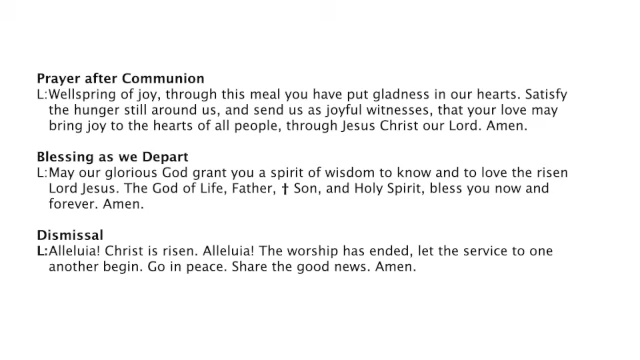 Prayer after Communion
L:Wellspring of joy, through this meal you have put gladness in our hearts. Satisfy
the hunger still around us, and send us as joyful witnesses, that your love may
bring joy to the hearts of all people, through Jesus Christ our Lord. Amen.
Blessing as we Depart
L:May our glorious God grant you a spirit of wisdom to know and to love the risen
Lord Jesus. The God of Life, Father, † Son, and Holy Spirit, bless you now and
forever. Amen.
Dismissal
L:Alleluia! Christ is risen. Alleluia! The worship has ended, let the service to one
another begin. Go in peace. Share the good news. Amen.